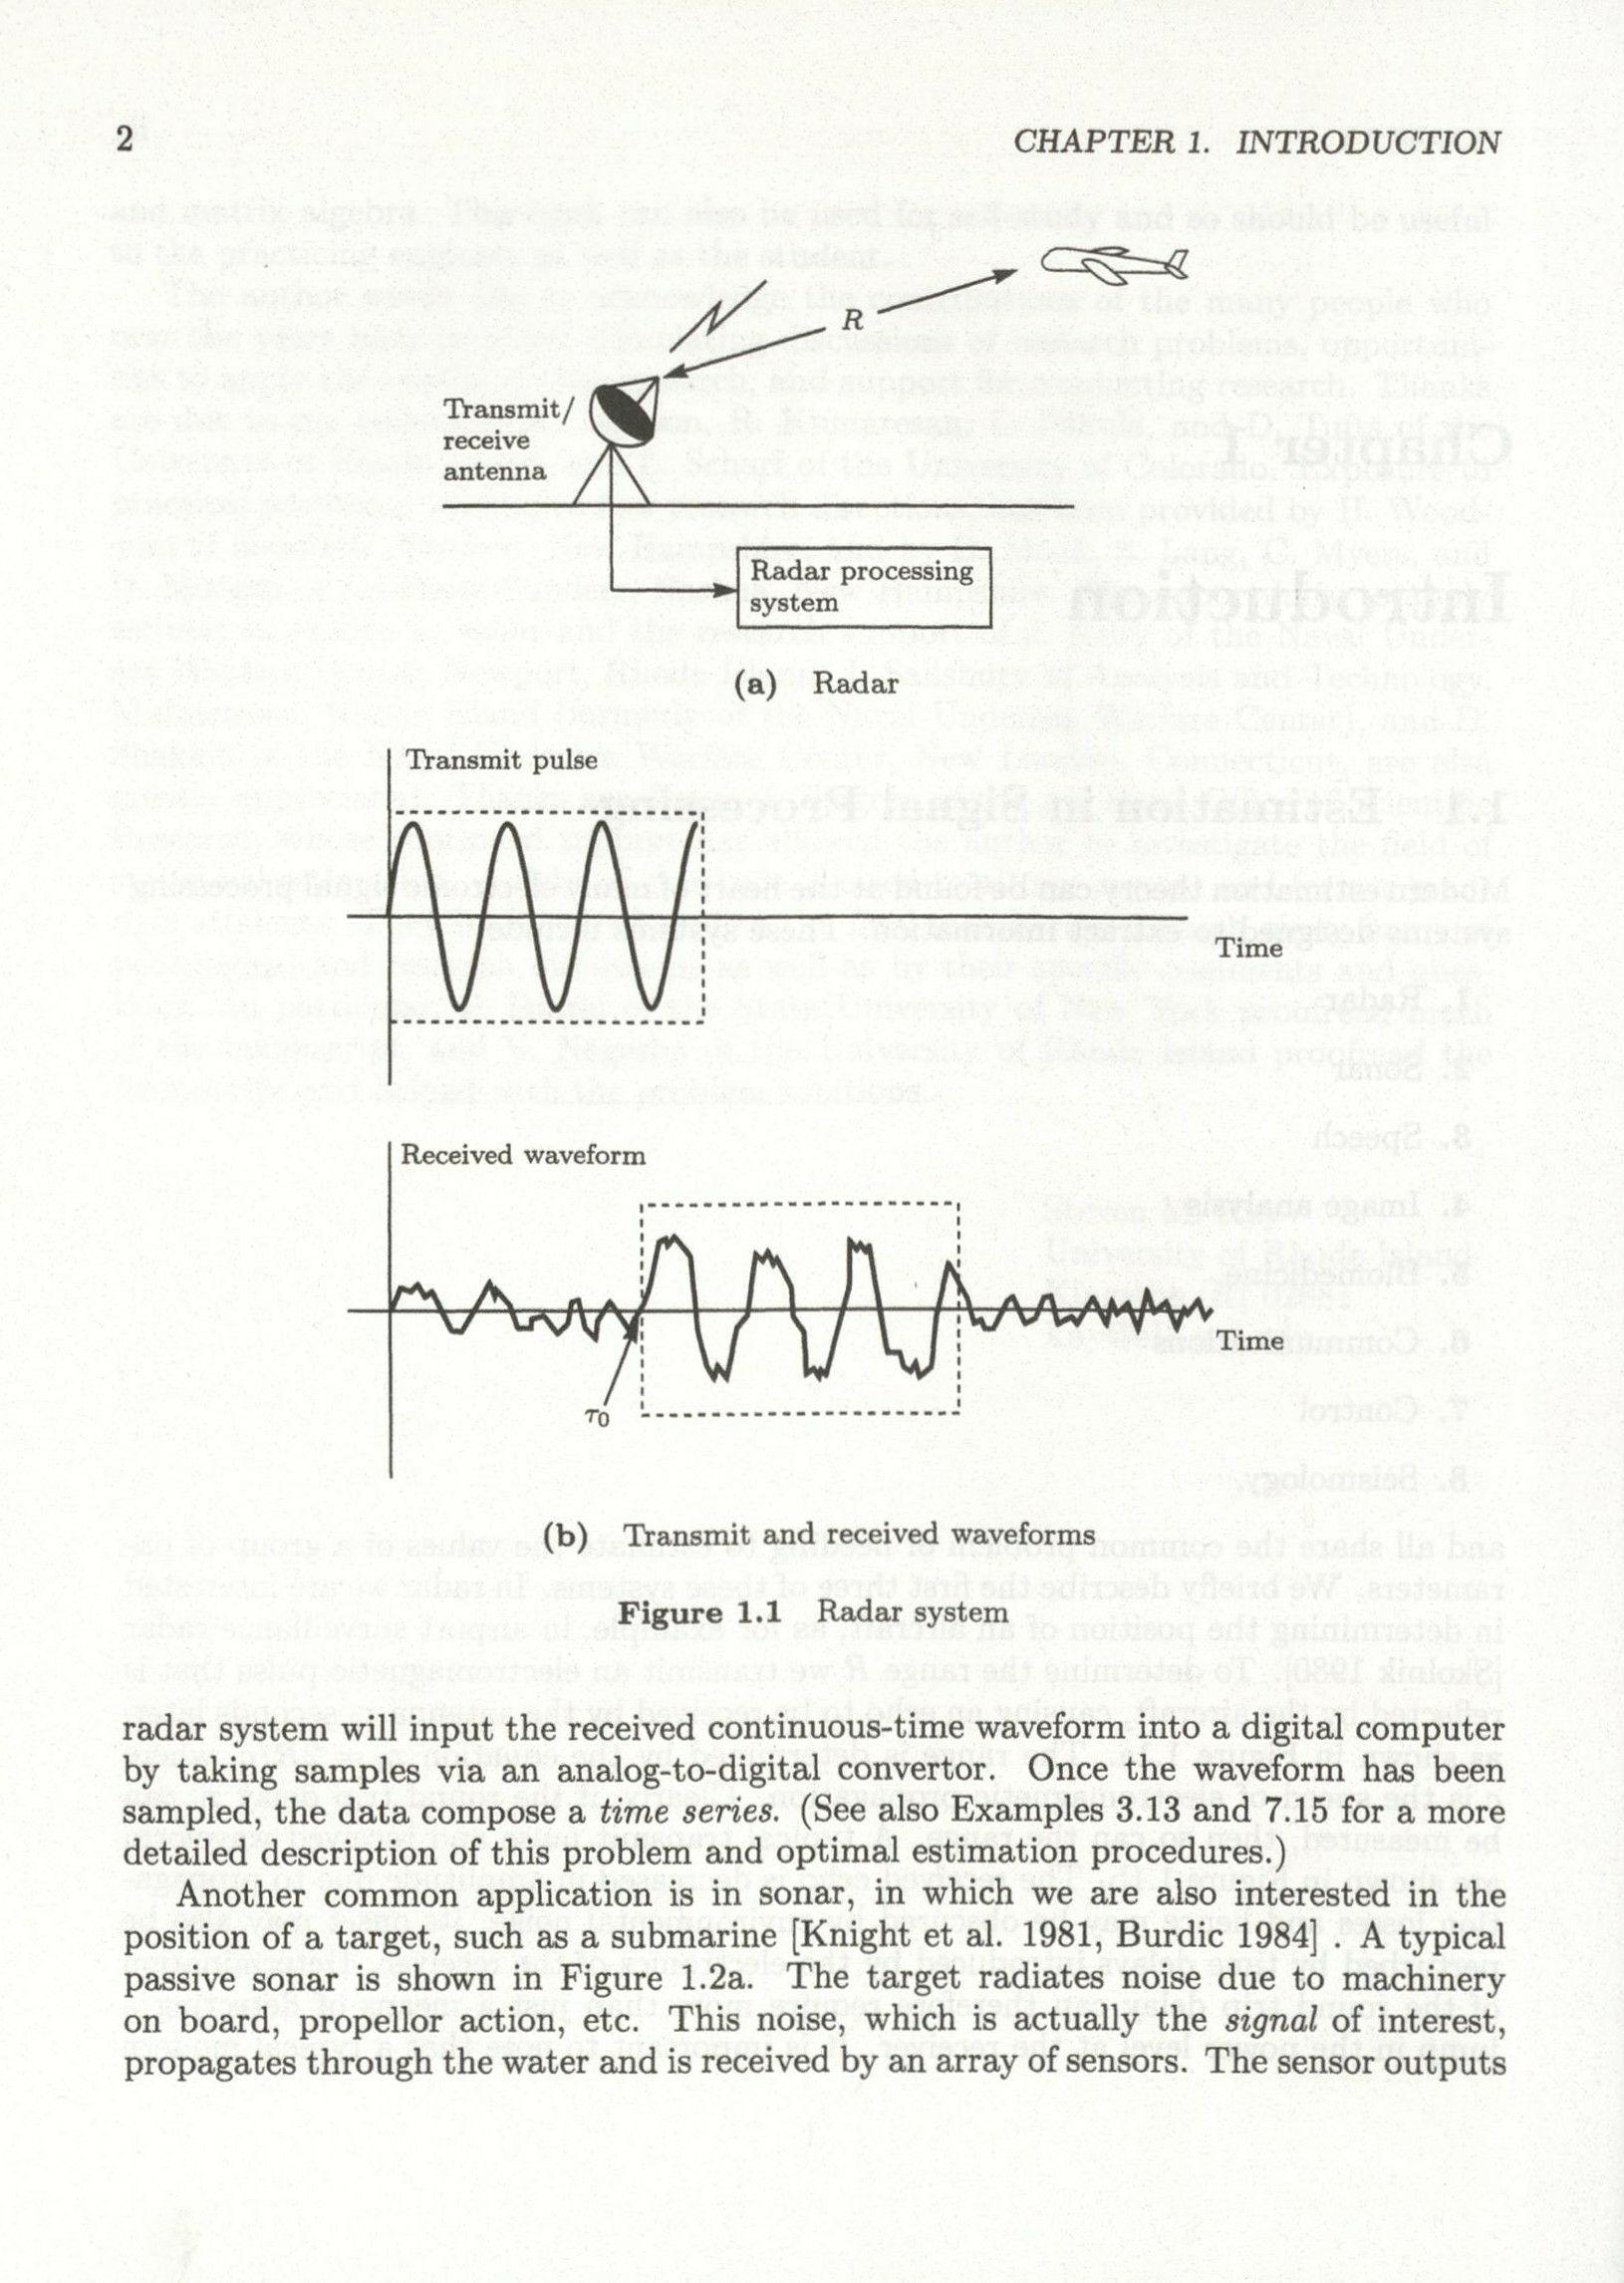 2
CHAPTER 1. INTRODUCTION
R
Transmit/
receive
antenna
Radar processing
system
(a) Radar
Transmit pulse
Time
Received waveform
Time
τ0
(b) Transmit and received waveforms
Figure 1.1 Radar system
radar system will input the received continuous-time waveform into a digital computer
by taking samples via an analog-to-digital convertor. Once the waveform has been
sampled, the data compose a time series. (See also Examples 3.13 and 7.15 for a more
detailed description of this problem and optimal estimation procedures.)
Another common application is in sonar, in which we are also interested in the
position of a target, such as a submarine [Knight et al. 1981, Burdic 1984] . A typical
passive sonar is shown in Figure 1.2a. The target radiates noise due to machinery
on board, propellor action, etc. This noise, which is actually the signal of interest,
propagates through the water and is received by an array of sensors. The sensor outputs